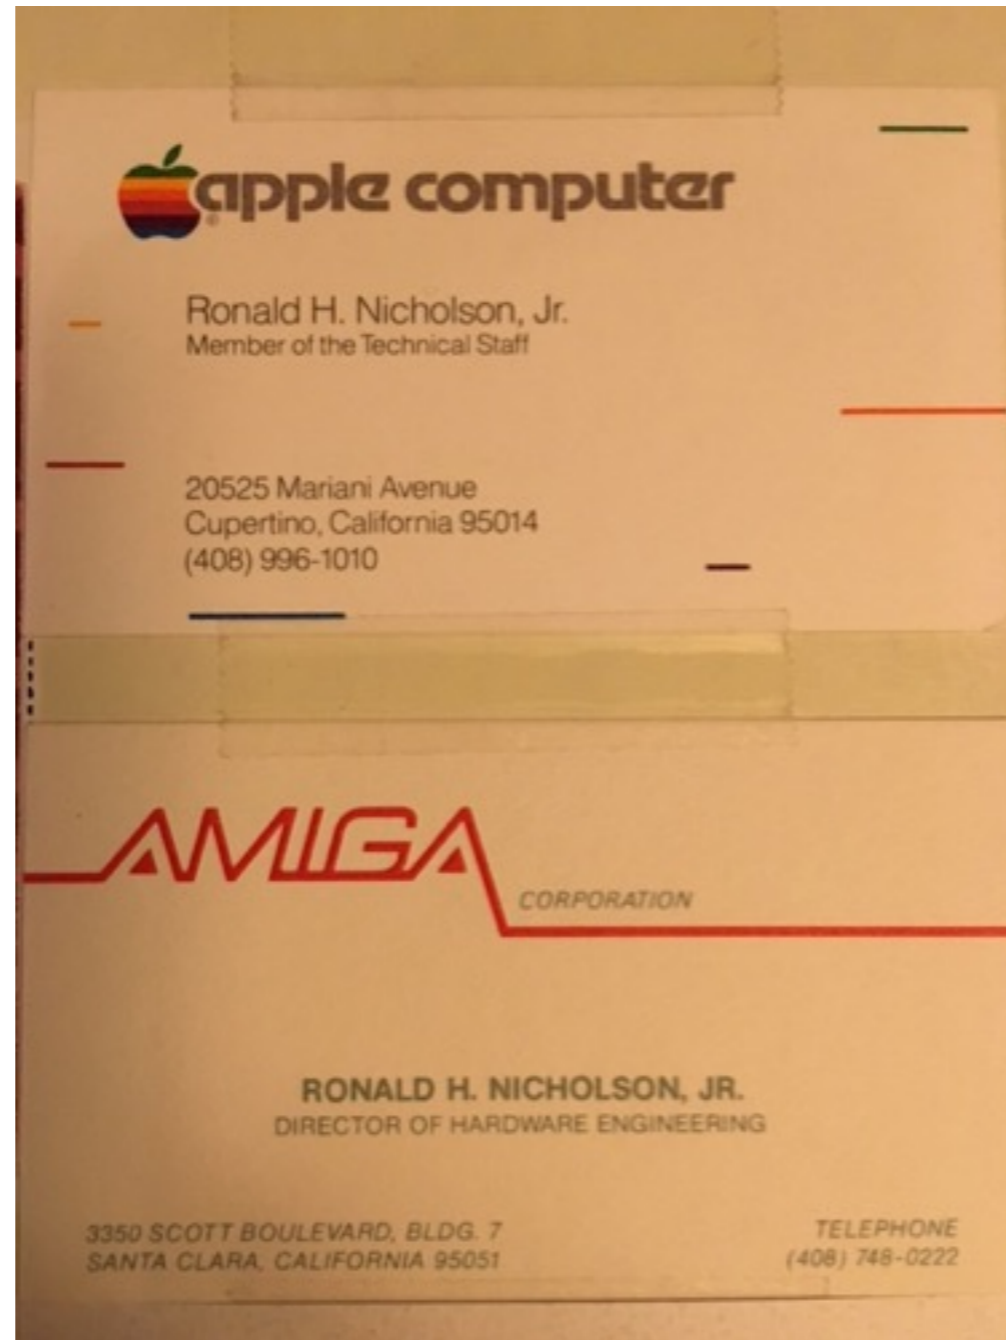 apple computer
®
Ronald H. Nicholson, Jr.
Member of the Technical Staff
20525 Mariani Avenue
Cupertino, California 95014
(408) 996-1010
AMIGA
CORPORATION
RONALD H. NICHOLSON, JR.
DIRECTOR OF HARDWARE ENGINEERING
3350 SCOTT BOULEVARD, BLDG. 7
SANTA CLARA, CALIFORNIA 95051
TELEPHONE
(408) 748-0222